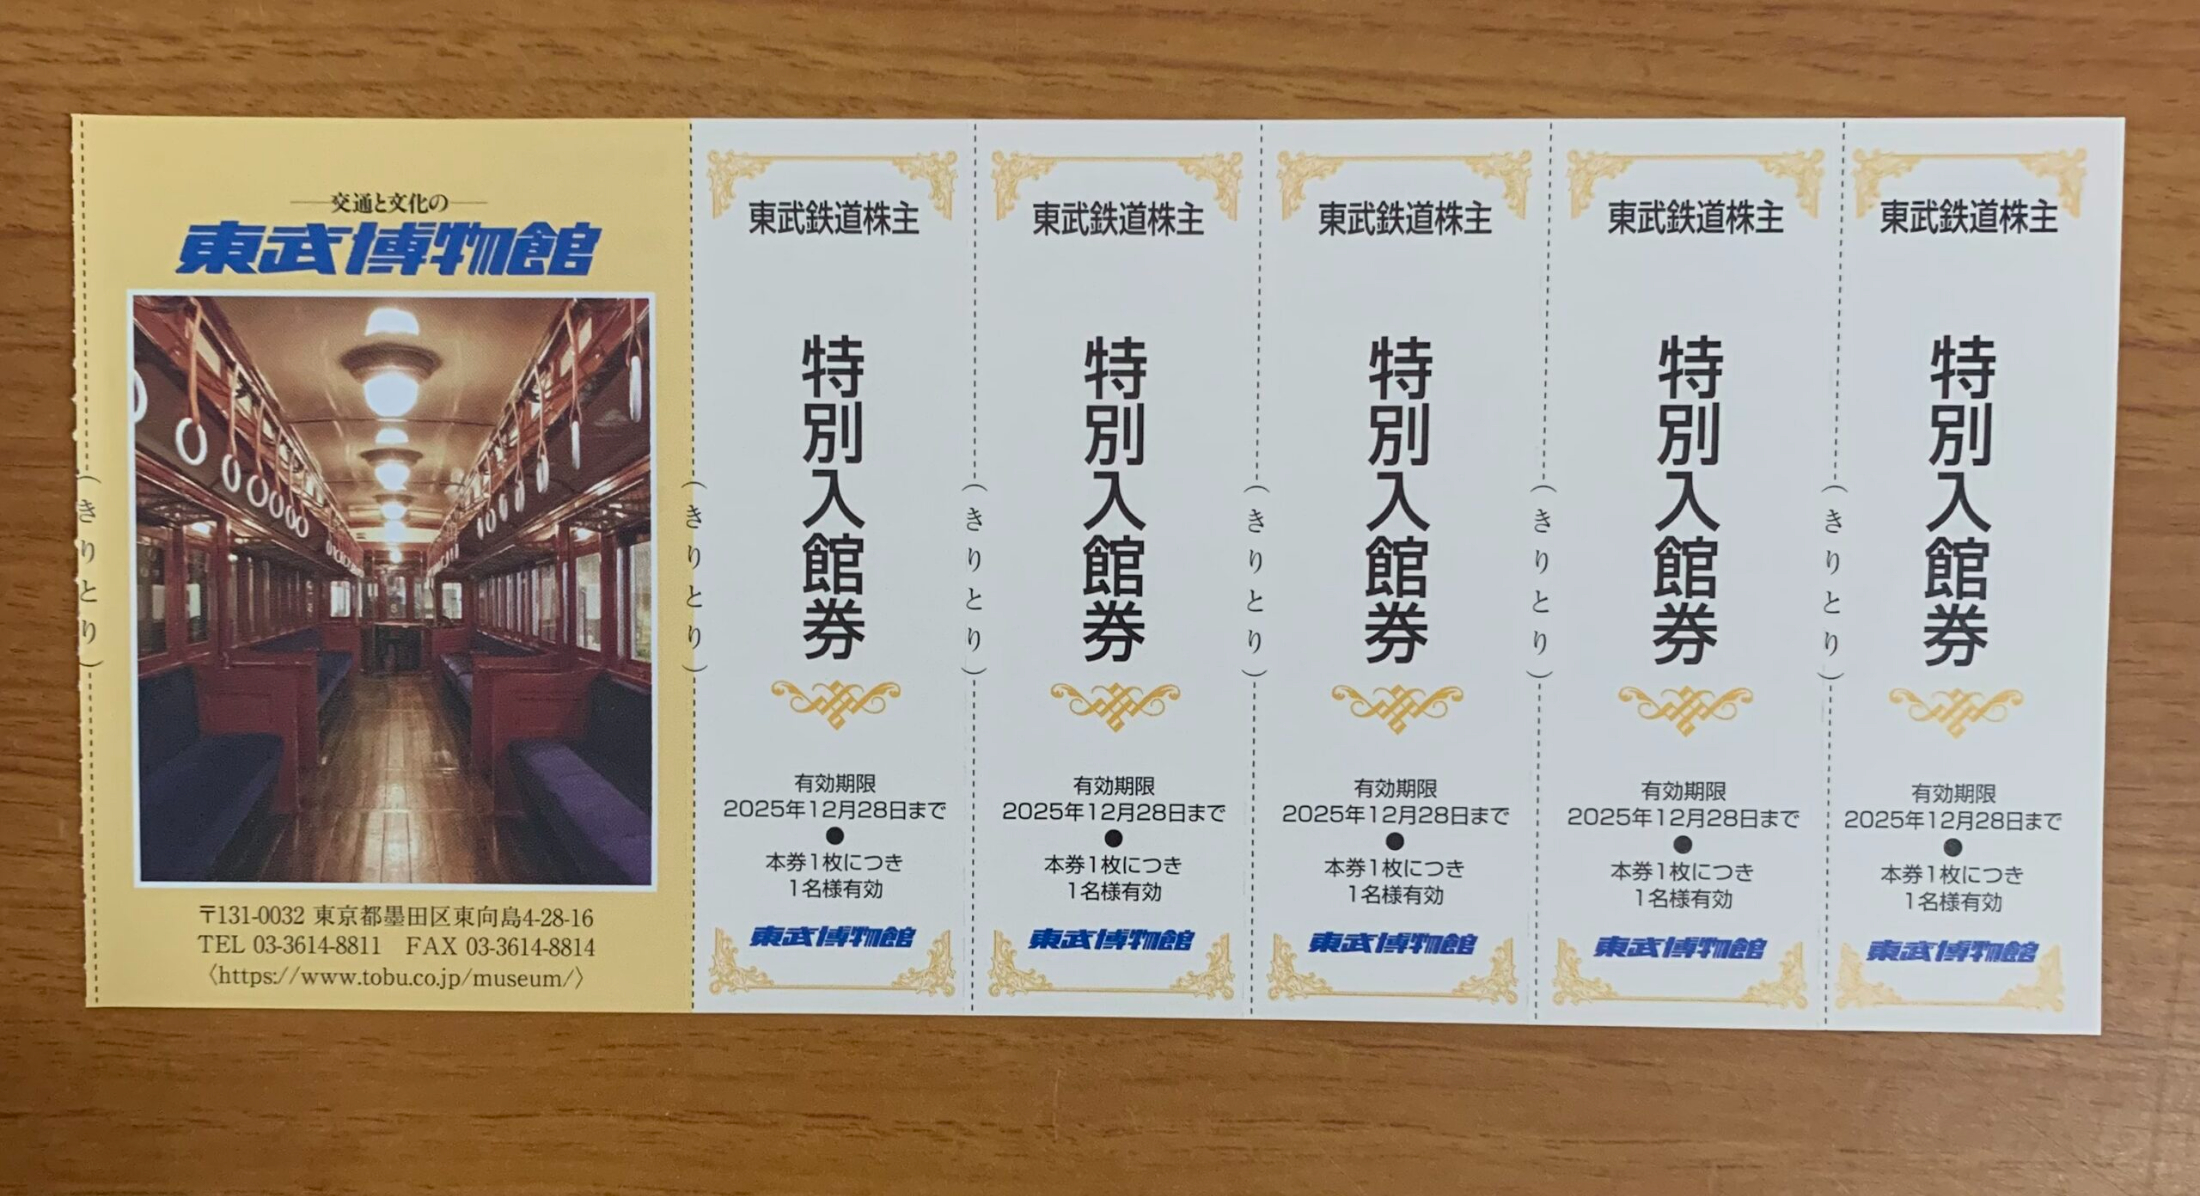 交通と文化の
東武博物館
〒131-0032 東京都墨田区東向島4-28-16
TEL 03-3614-8811 FAX 03-3614-8814
〈https://www.tobu.co.jp/museum/〉
(きりとり)
(きりとり)
東武鉄道株主
特別入館券
有効期限
2025年12月28日まで
●
本券1枚につき
1名様有効
東武博物館
(きりとり)
東武鉄道株主
特別入館券
有効期限
2025年12月28日まで
●
本券1枚につき
1名様有効
東武博物館
(きりとり)
東武鉄道株主
特別入館券
有効期限
2025年12月28日まで
●
本券1枚につき
1名様有効
東武博物館
(きりとり)
東武鉄道株主
特別入館券
有効期限
2025年12月28日まで
●
本券1枚につき
1名様有効
東武博物館
(きりとり)
東武鉄道株主
特別入館券
有効期限
2025年12月28日まで
●
本券1枚につき
1名様有効
東武博物館